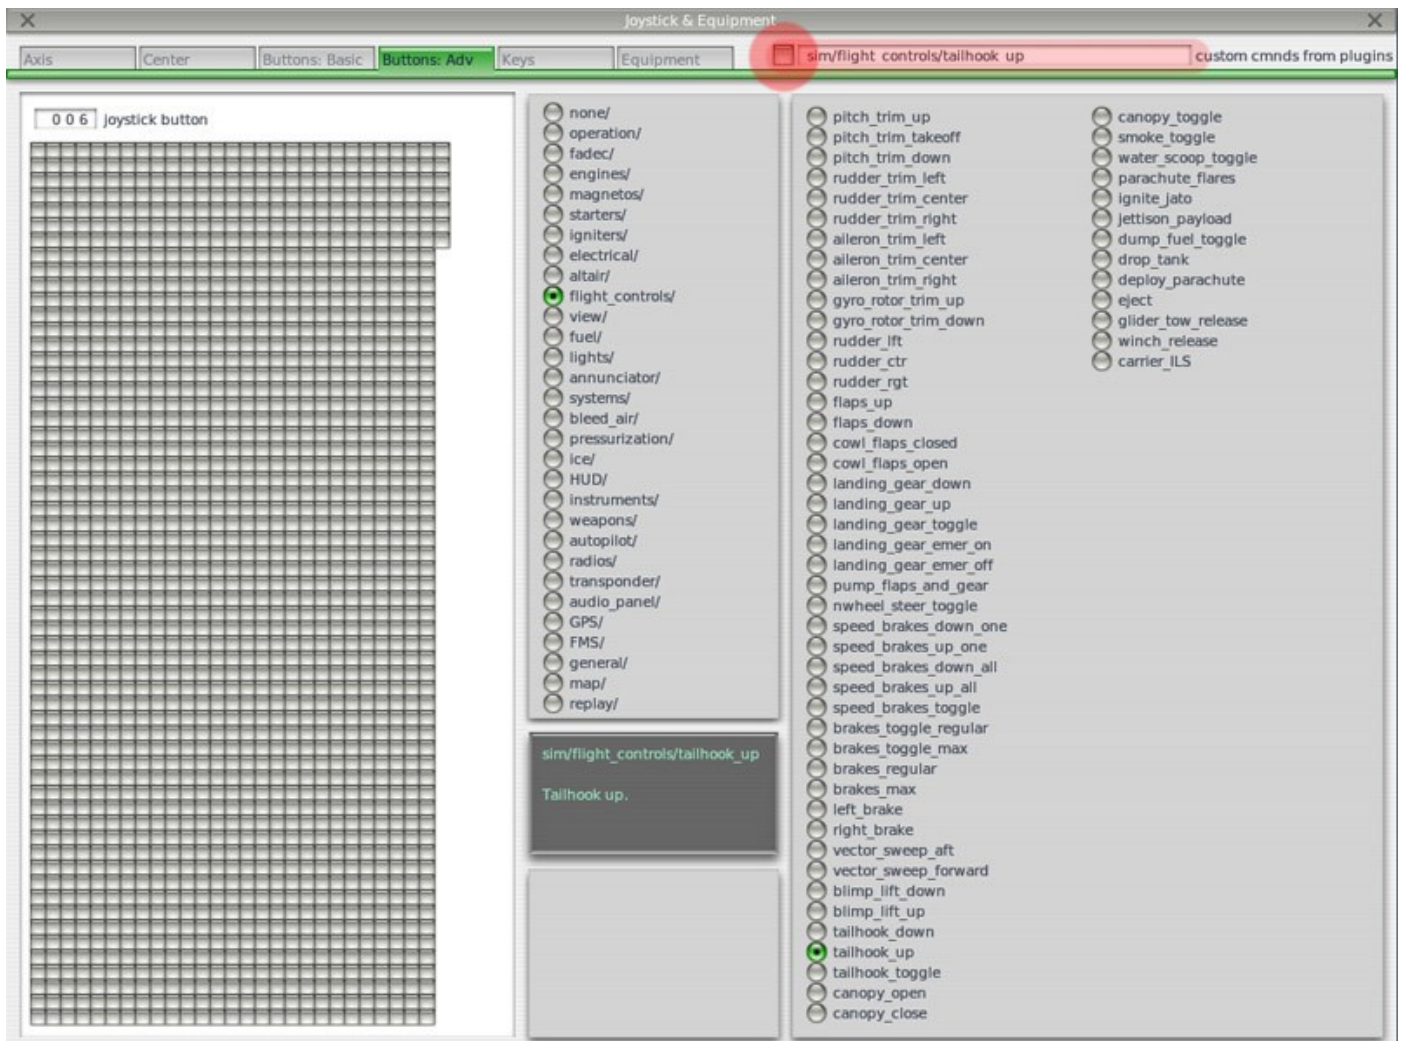 Joystick & Equipment
Axis
Center
Buttons: Basic
Buttons: Adv
Keys
Equipment
sim/flight_controls/tailhook_up
custom cmnds from plugins
0 0 6 joystick button
none/
operation/
fadec/
engines/
magnetos/
starters/
igniters/
electrical/
altair/
flight_controls/
view/
fuel/
lights/
annunciator/
systems/
bleed_air/
pressurization/
ice/
HUD/
instruments/
weapons/
autopilot/
radios/
transponder/
audio_panel/
GPS/
FMS/
general/
map/
replay/
sim/flight_controls/tailhook_up
Tailhook up.
pitch_trim_up
pitch_trim_takeoff
pitch_trim_down
rudder_trim_left
rudder_trim_center
rudder_trim_right
aileron_trim_left
aileron_trim_center
aileron_trim_right
gyro_rotor_trim_up
gyro_rotor_trim_down
rudder_lft
rudder_ctr
rudder_rgt
flaps_up
flaps_down
cowl_flaps_closed
cowl_flaps_open
landing_gear_down
landing_gear_up
landing_gear_toggle
landing_gear_emer_on
landing_gear_emer_off
pump_flaps_and_gear
nwheel_steer_toggle
speed_brakes_down_one
speed_brakes_up_one
speed_brakes_down_all
speed_brakes_up_all
speed_brakes_toggle
brakes_toggle_regular
brakes_toggle_max
brakes_regular
brakes_max
left_brake
right_brake
vector_sweep_aft
vector_sweep_forward
blimp_lift_down
blimp_lift_up
tailhook_down
tailhook_up
tailhook_toggle
canopy_open
canopy_close
canopy_toggle
smoke_toggle
water_scoop_toggle
parachute_flares
ignite_jato
jettison_payload
dump_fuel_toggle
drop_tank
deploy_parachute
eject
glider_tow_release
winch_release
carrier_ILS